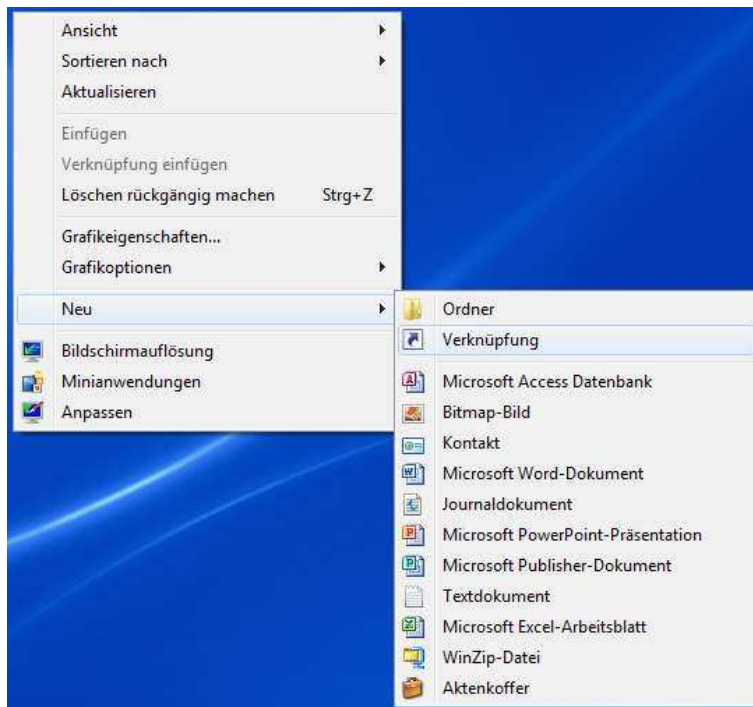 Ansicht
Sortieren nach
Aktualisieren
Einfügen
Verknüpfung einfügen
Löschen rückgängig machen Strg+Z
Grafikeigenschaften...
Grafikoptionen
Neu
Bildschirmauflösung
Minianwendungen
Anpassen
Ordner
Verknüpfung
Microsoft Access Datenbank
Bitmap-Bild
Kontakt
Microsoft Word-Dokument
Journaldokument
Microsoft PowerPoint-Präsentation
Microsoft Publisher-Dokument
Textdokument
Microsoft Excel-Arbeitsblatt
WinZip-Datei
Aktenkoffer